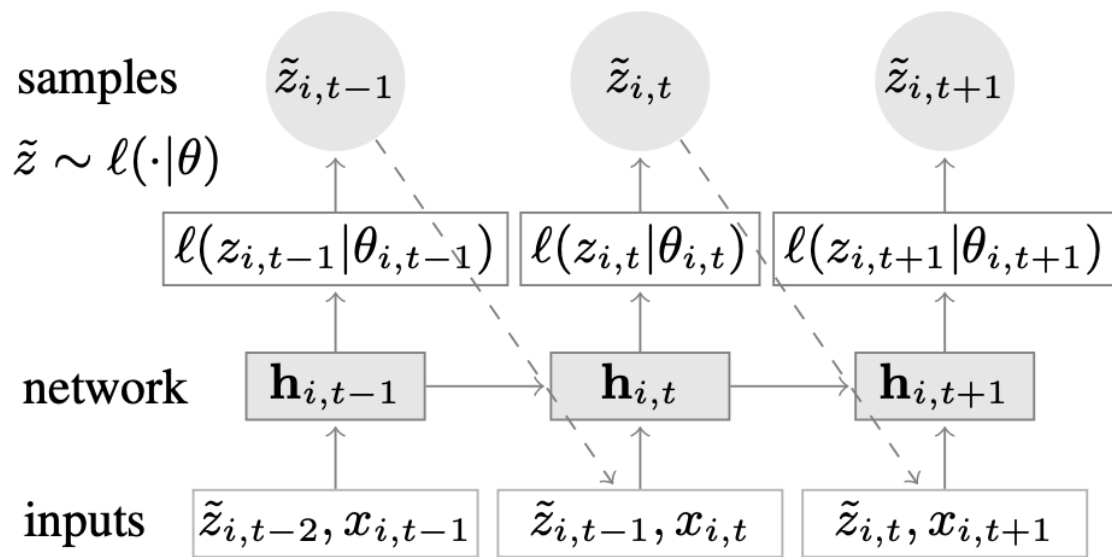 samples z̃_{i,t−1} z̃_{i,t} z̃_{i,t+1}
z̃ ∼ ℓ(·|θ)
ℓ(z_{i,t−1}|θ_{i,t−1}) ℓ(z_{i,t}|θ_{i,t}) ℓ(z_{i,t+1}|θ_{i,t+1})
network h_{i,t−1} h_{i,t} h_{i,t+1}
inputs z̃_{i,t−2}, x_{i,t−1} z̃_{i,t−1}, x_{i,t} z̃_{i,t}, x_{i,t+1}